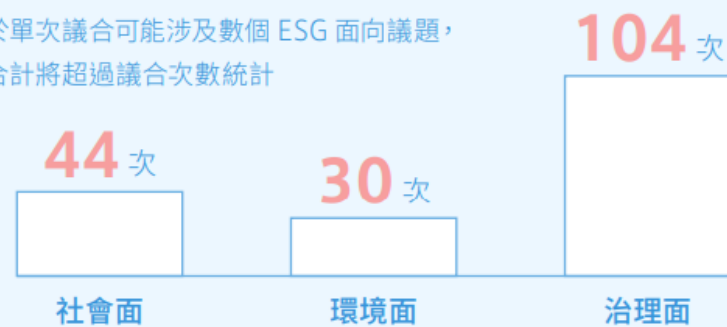 於單次議合可能涉及數個 ESG 面向議題，
合計將超過議合次數統計
104 次
44 次
30 次
社會面
環境面
治理面